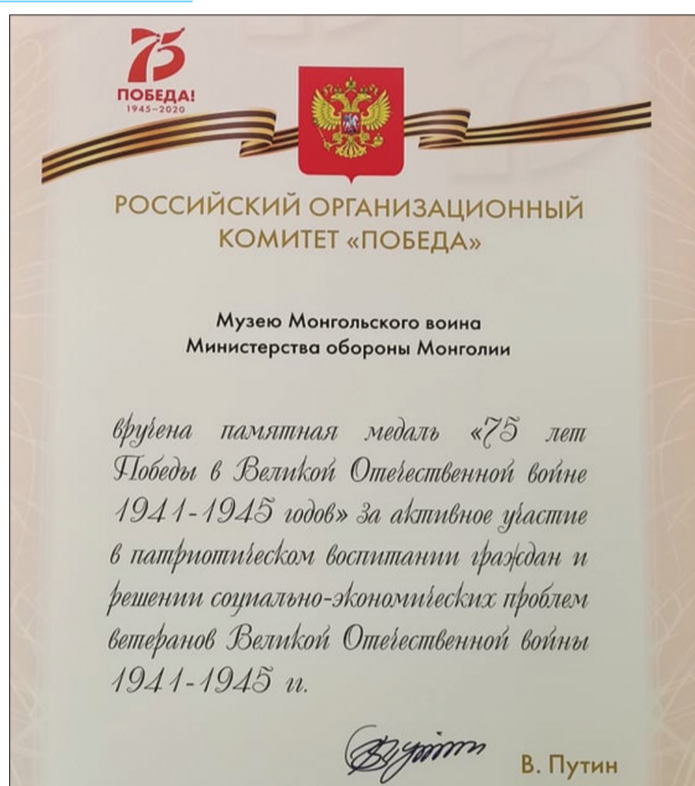 75
ПОБЕДА!
1945–2020
РОССИЙСКИЙ ОРГАНИЗАЦИОННЫЙ
КОМИТЕТ «ПОБЕДА»
Музею Монгольского воина
Министерства обороны Монголии
вручена памятная медаль «75 лет
Победы в Великой Отечественной войне
1941-1945 годов» за активное участие
в патриотическом воспитании граждан и
решении социально-экономических проблем
ветеранов Великой Отечественной войны
1941-1945 гг.
В. Путин